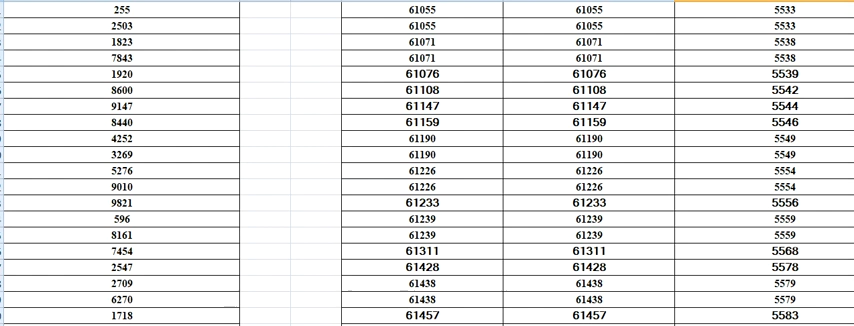 255 61055 61055 5533
2503 61055 61055 5533
1823 61071 61071 5538
7843 61071 61071 5538
1920 61076 61076 5539
8600 61108 61108 5542
9147 61147 61147 5544
8440 61159 61159 5546
4252 61190 61190 5549
3269 61190 61190 5549
5276 61226 61226 5554
9010 61226 61226 5554
9821 61233 61233 5556
596 61239 61239 5559
8161 61239 61239 5559
7454 61311 61311 5568
2547 61428 61428 5578
2709 61438 61438 5579
6270 61438 61438 5579
1718 61457 61457 5583